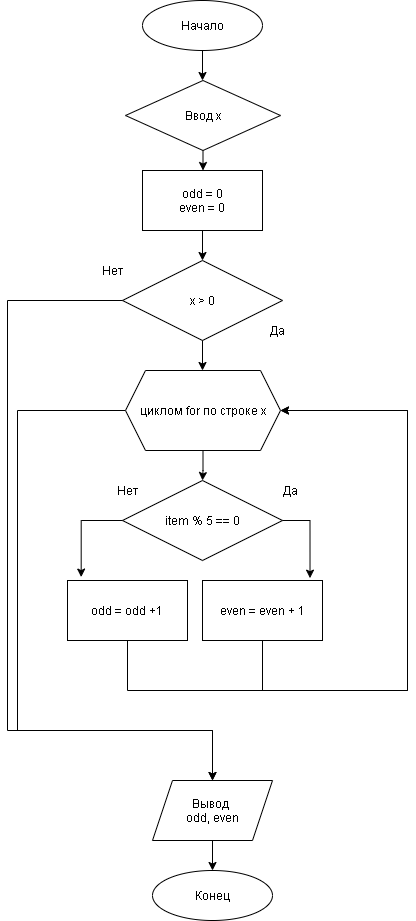 Начало
Ввод x
odd = 0
even = 0
Нет
x > 0
Да
циклом for по строке x
Нет
Да
item % 5 == 0
odd = odd +1
even = even + 1
Вывод
odd, even
Конец